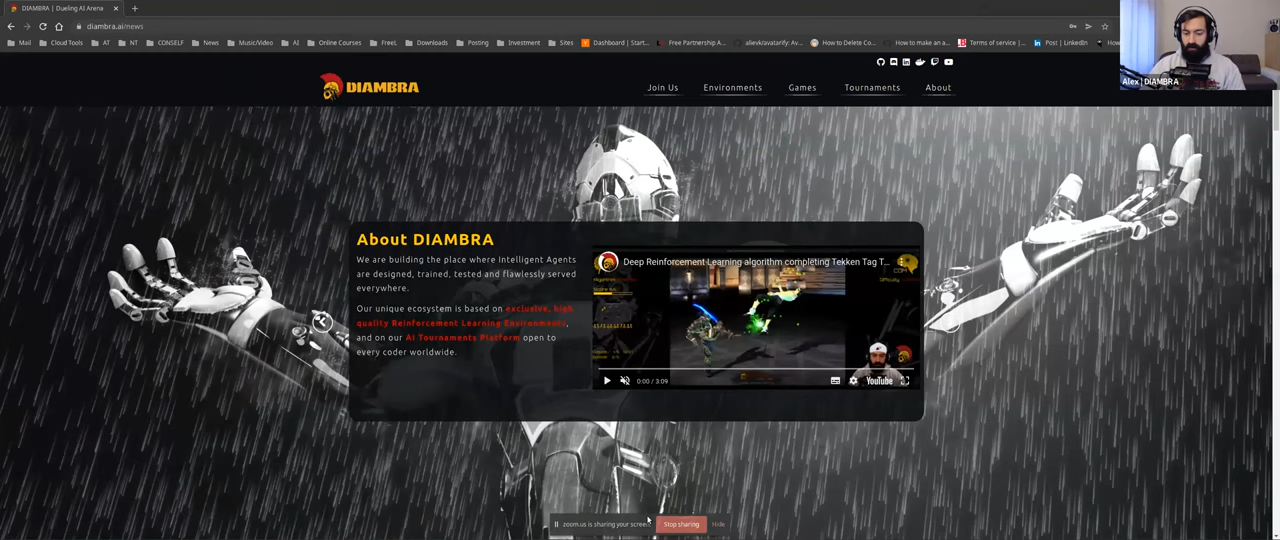 DIAMBRA | Dueling AI Arena
diambra.ai/news
Mail Cloud Tools AT NT CONSELF News Music/Video AI Online Courses FreeL Downloads Posting Investment Sites Dashboard | Start... Free Partnership A... alievk/avatarify: Av... How to Delete Co... How to make an a... Terms of service |... Post | LinkedIn How
Alex | DIAMBRA
DIAMBRA
Join Us Environments Games Tournaments About
About DIAMBRA
We are building the place where Intelligent Agents
are designed, trained, tested and flawlessly served
everywhere.
Our unique ecosystem is based on exclusive, high
quality Reinforcement Learning Environments,
and on our AI Tournaments Platform open to
every coder worldwide.
Deep Reinforcement Learning algorithm completing Tekken Tag T...
0:00 / 3:09
YouTube
zoom.us is sharing your screen. Stop sharing Hide